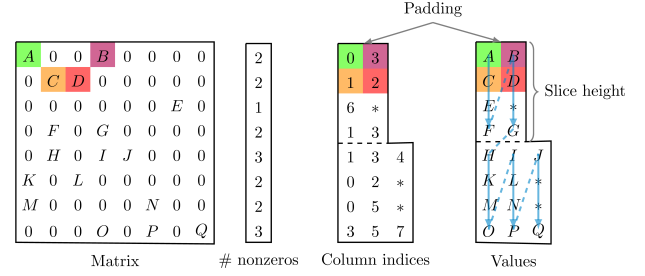 Padding
A 0 0 B 0 0 0 0 2 0 3 A B
0 C D 0 0 0 0 0 2 1 2 C D
0 0 0 0 0 0 E 0 1 6 * E *
0 F 0 G 0 0 0 0 2 1 3 F G
Slice height
0 H 0 I J 0 0 0 3 1 3 4 H I J
K 0 L 0 0 0 0 0 2 0 2 * K L *
M 0 0 0 0 N 0 0 2 0 5 * M N *
0 0 0 O 0 P 0 Q 3 3 5 7 O P Q
Matrix # nonzeros Column indices Values